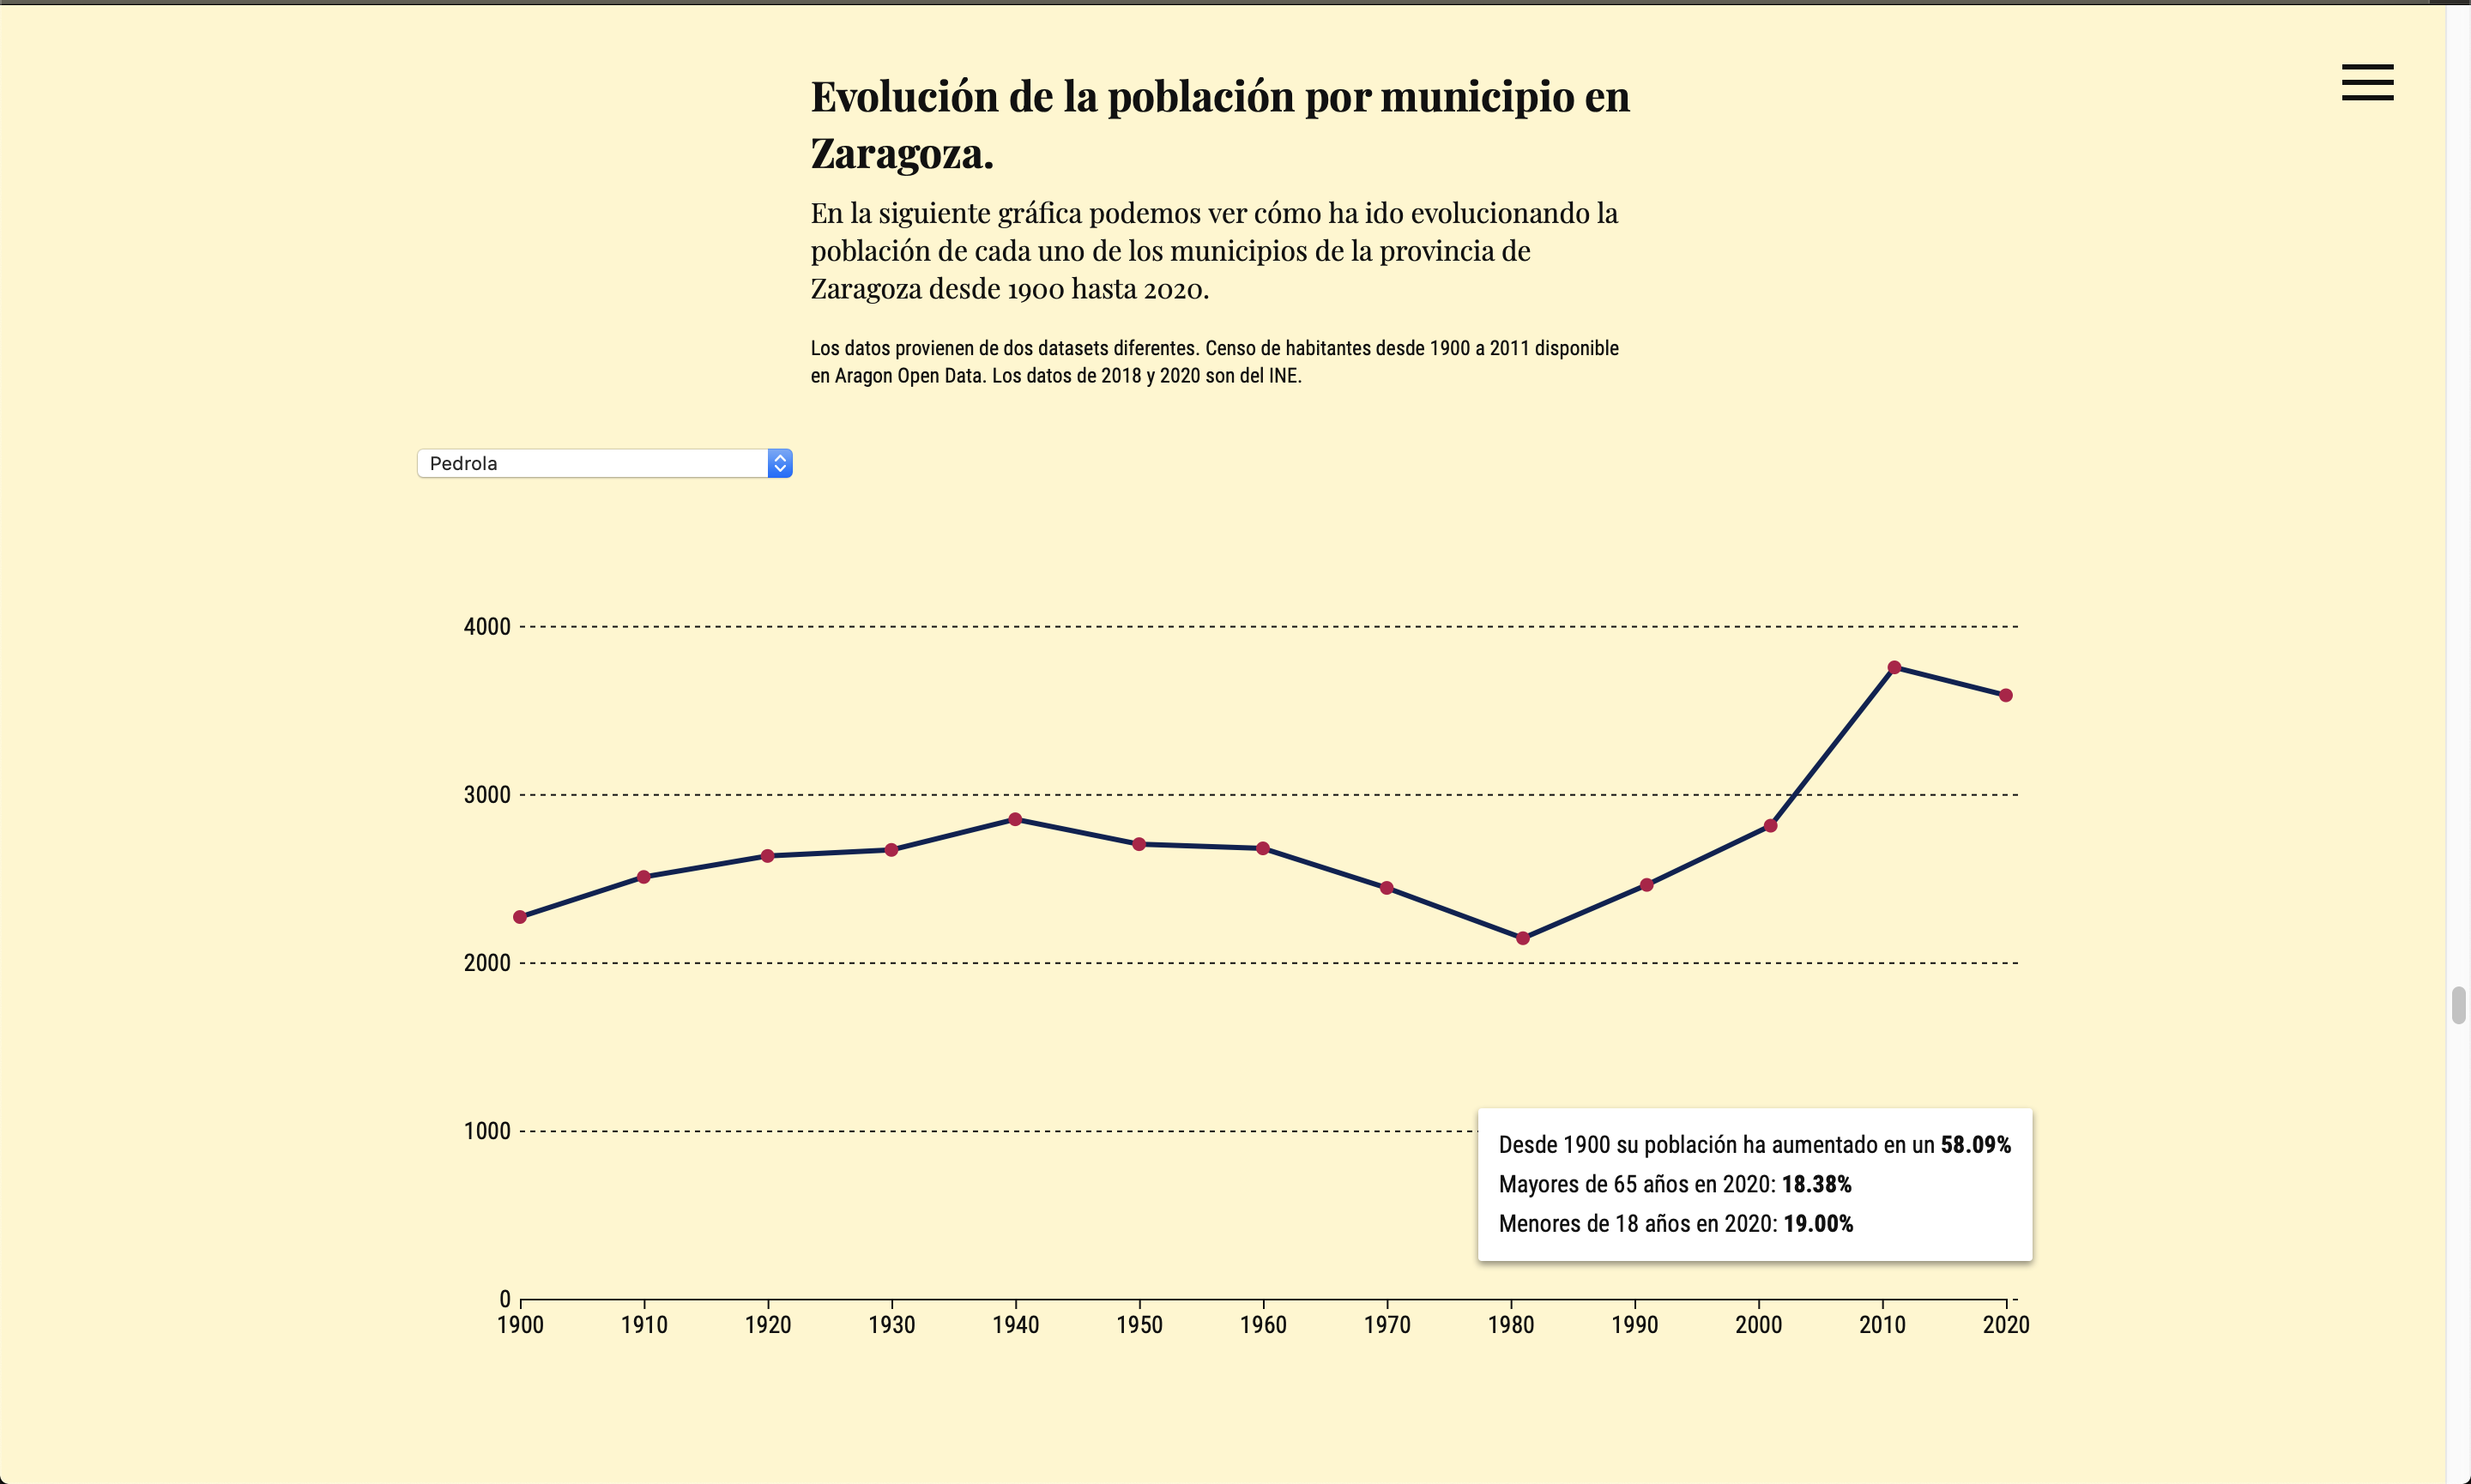 Evolución de la población por municipio en
Zaragoza.
En la siguiente gráfica podemos ver cómo ha ido evolucionando la
población de cada uno de los municipios de la provincia de
Zaragoza desde 1900 hasta 2020.
Los datos provienen de dos datasets diferentes. Censo de habitantes desde 1900 a 2011 disponible
en Aragon Open Data. Los datos de 2018 y 2020 son del INE.
Pedrola
4000
3000
2000
1000
Desde 1900 su población ha aumentado en un 58.09%
Mayores de 65 años en 2020: 18.38%
Menores de 18 años en 2020: 19.00%
0
1900 1910 1920 1930 1940 1950 1960 1970 1980 1990 2000 2010 2020